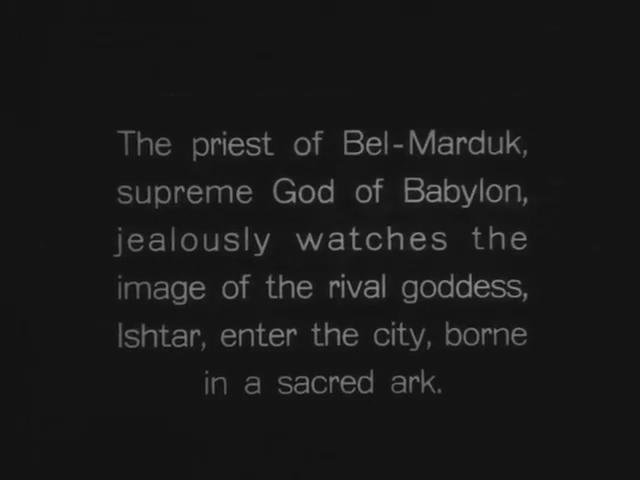 The priest of Bel-Marduk,
supreme God of Babylon,
jealously watches the
image of the rival goddess,
Ishtar, enter the city, borne
in a sacred ark.